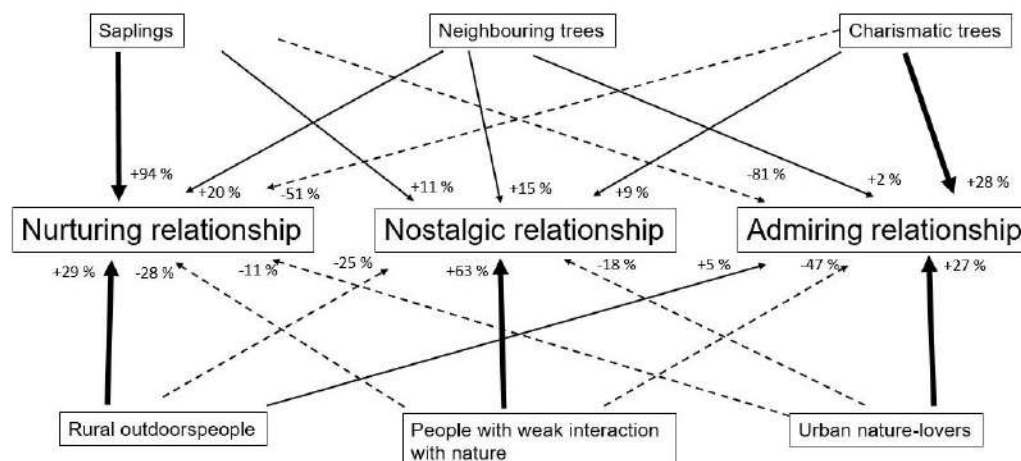 Saplings
Neighbouring trees
Charismatic trees
+94 %
+20 %
-51 %
+11 %
+15 %
+9 %
-81 %
+2 %
+28 %
Nurturing relationship
Nostalgic relationship
Admiring relationship
+29 %
-28 %
-11 %
-25 %
+63 %
-18 %
+5 %
-47 %
+27 %
Rural outdoorspeople
People with weak interaction
with nature
Urban nature-lovers